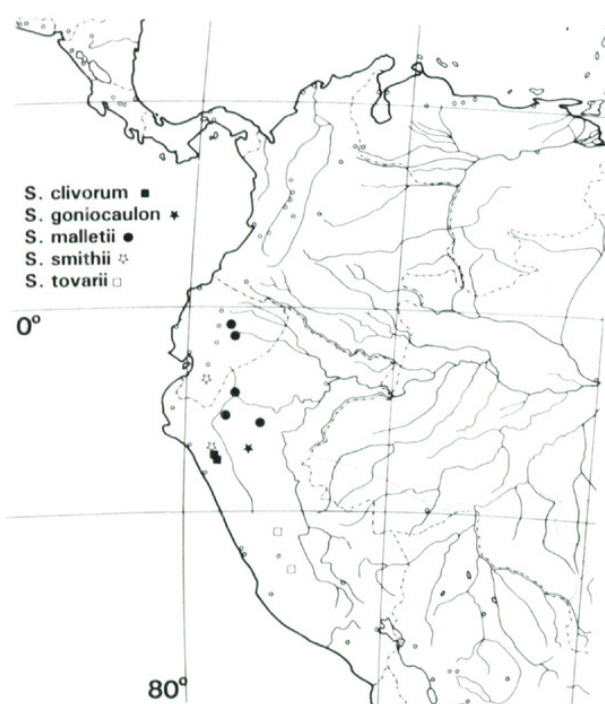 S. clivorum ■
S. goniocaulon ★
S. malletii ●
S. smithii ☆
S. tovarii □
0°
80°